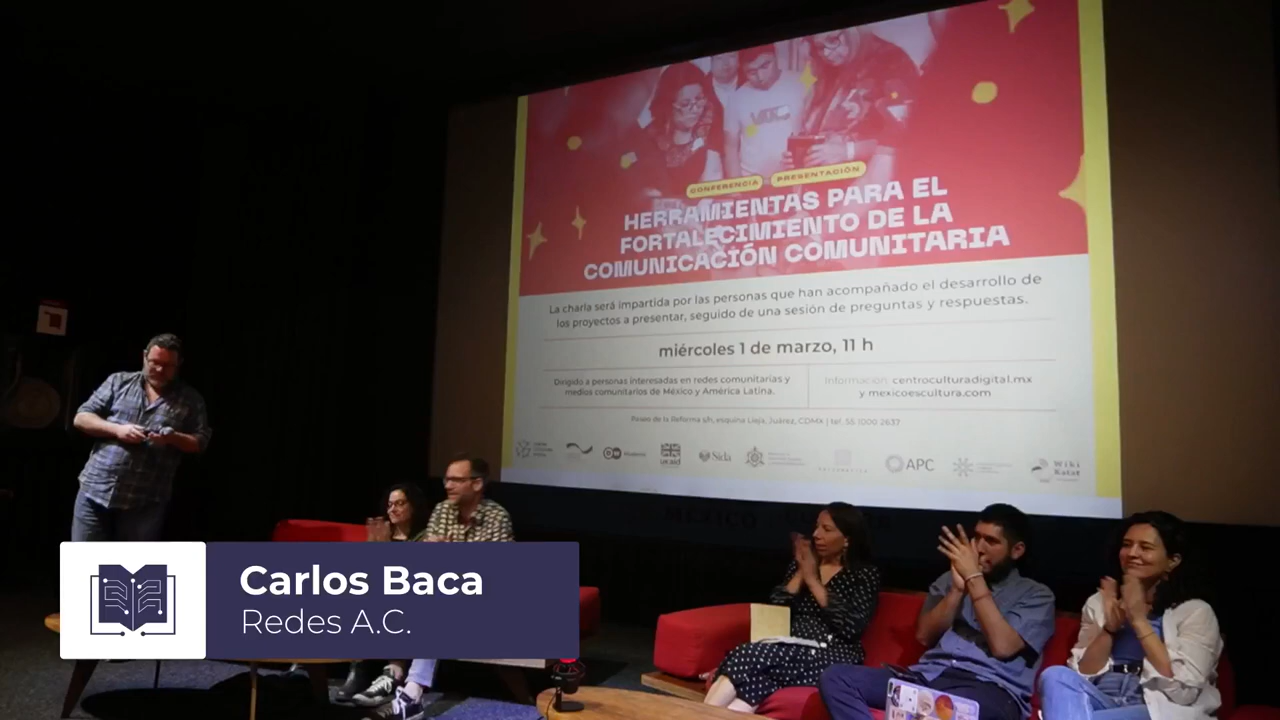 CONFERENCIA
PRESENTACIÓN
HERRAMIENTAS PARA EL
FORTALECIMIENTO DE LA
COMUNICACIÓN COMUNITARIA
La charla será impartida por las personas que han acompañado el desarrollo de
los proyectos a presentar, seguido de una sesión de preguntas y respuestas.
miércoles 1 de marzo, 11 h
Dirigido a personas interesadas en redes comunitarias y
medios comunitarios de México y América Latina.
Información: centroculturadigital.mx
y mexicoescultura.com
Paseo de la Reforma s/n, esquina Lieja, Juárez, CDMX | tel. 55 1000 2637
Sida
APC
Wiki
Katat
Carlos Baca
Redes A.C.